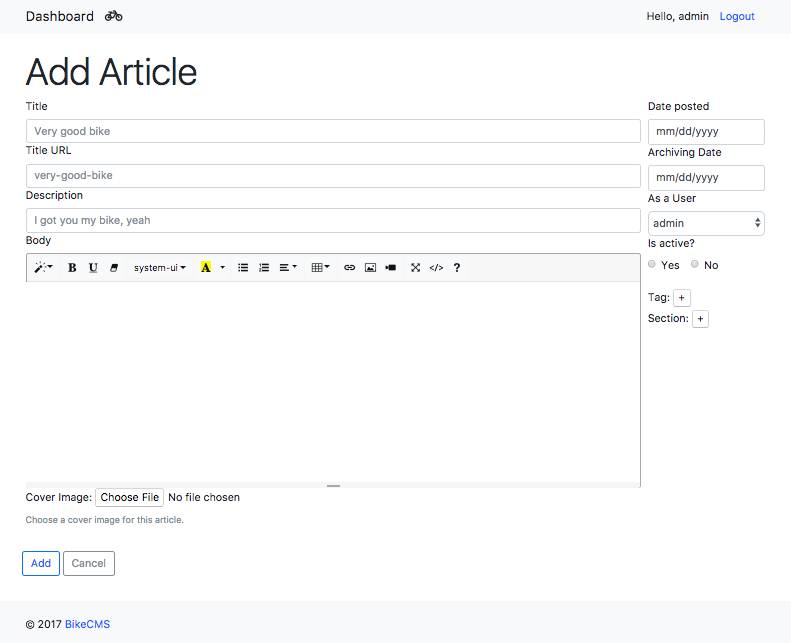 Dashboard
Hello, admin Logout
Add Article
Title
Very good bike
Title URL
very-good-bike
Description
I got you my bike, yeah
Body
B U system-ui A </> ?
Cover Image: Choose File No file chosen
Choose a cover image for this article.
Add Cancel
Date posted
mm/dd/yyyy
Archiving Date
mm/dd/yyyy
As a User
admin
Is active?
Yes No
Tag: +
Section: +
© 2017 BikeCMS